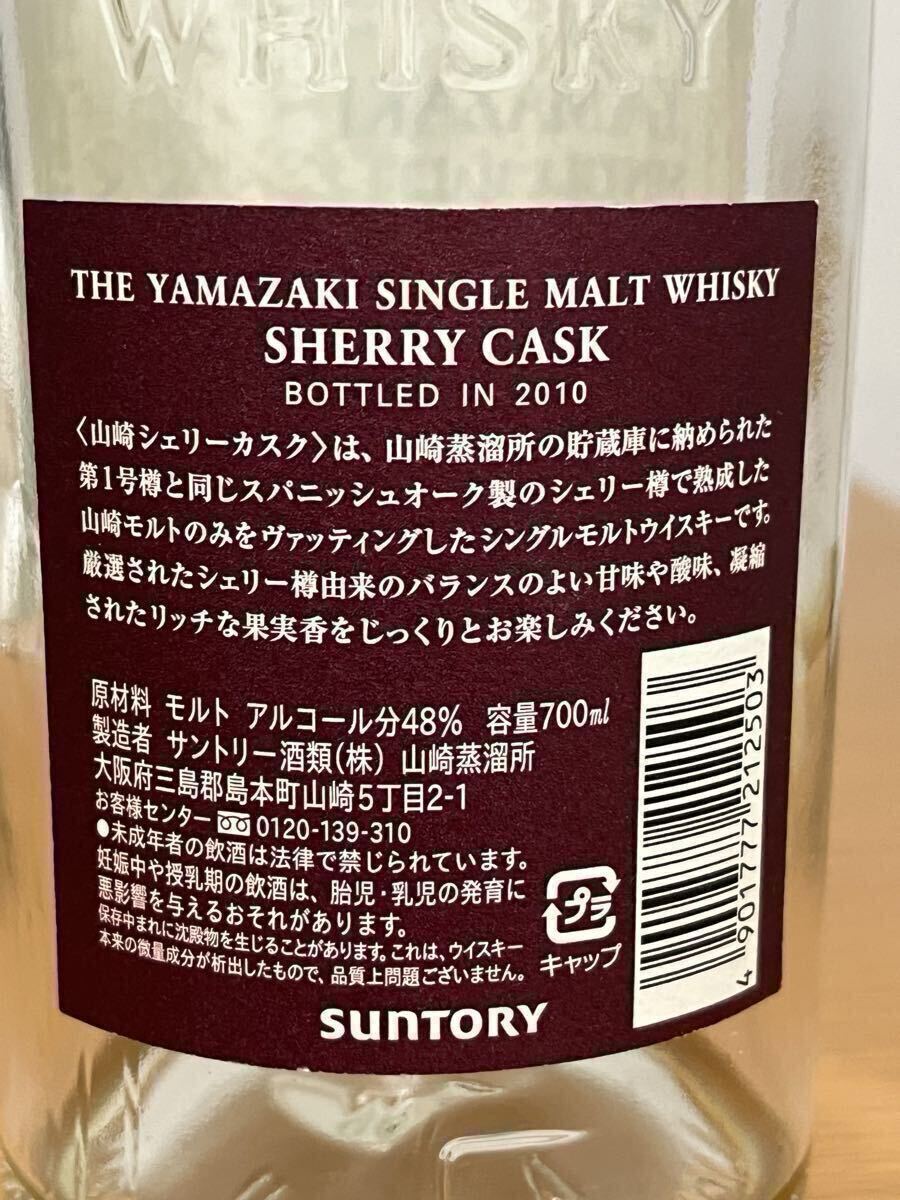 WHISKY
THE YAMAZAKI SINGLE MALT WHISKY
SHERRY CASK
BOTTLED IN 2010
〈山崎シェリーカスク〉は、山崎蒸溜所の貯蔵庫に納められた
第1号樽と同じスパニッシュオーク製のシェリー樽で熟成した
山崎モルトのみをヴァッティングしたシングルモルトウイスキーです。
厳選されたシェリー樽由来のバランスのよい甘味や酸味、凝縮
されたリッチな果実香をじっくりとお楽しみください。
原材料 モルト アルコール分48% 容量700ml
製造者 サントリー酒類(株) 山崎蒸溜所
大阪府三島郡島本町山崎5丁目2-1
お客様センター 0120-139-310
●未成年者の飲酒は法律で禁じられています。
妊娠中や授乳期の飲酒は、胎児・乳児の発育に
悪影響を与えるおそれがあります。
保存中まれに沈殿物を生じることがあります。これは、ウイスキー
本来の微量成分が析出したもので、品質上問題ございません。
プラ
キャップ
4 901777 212503
SUNTORY